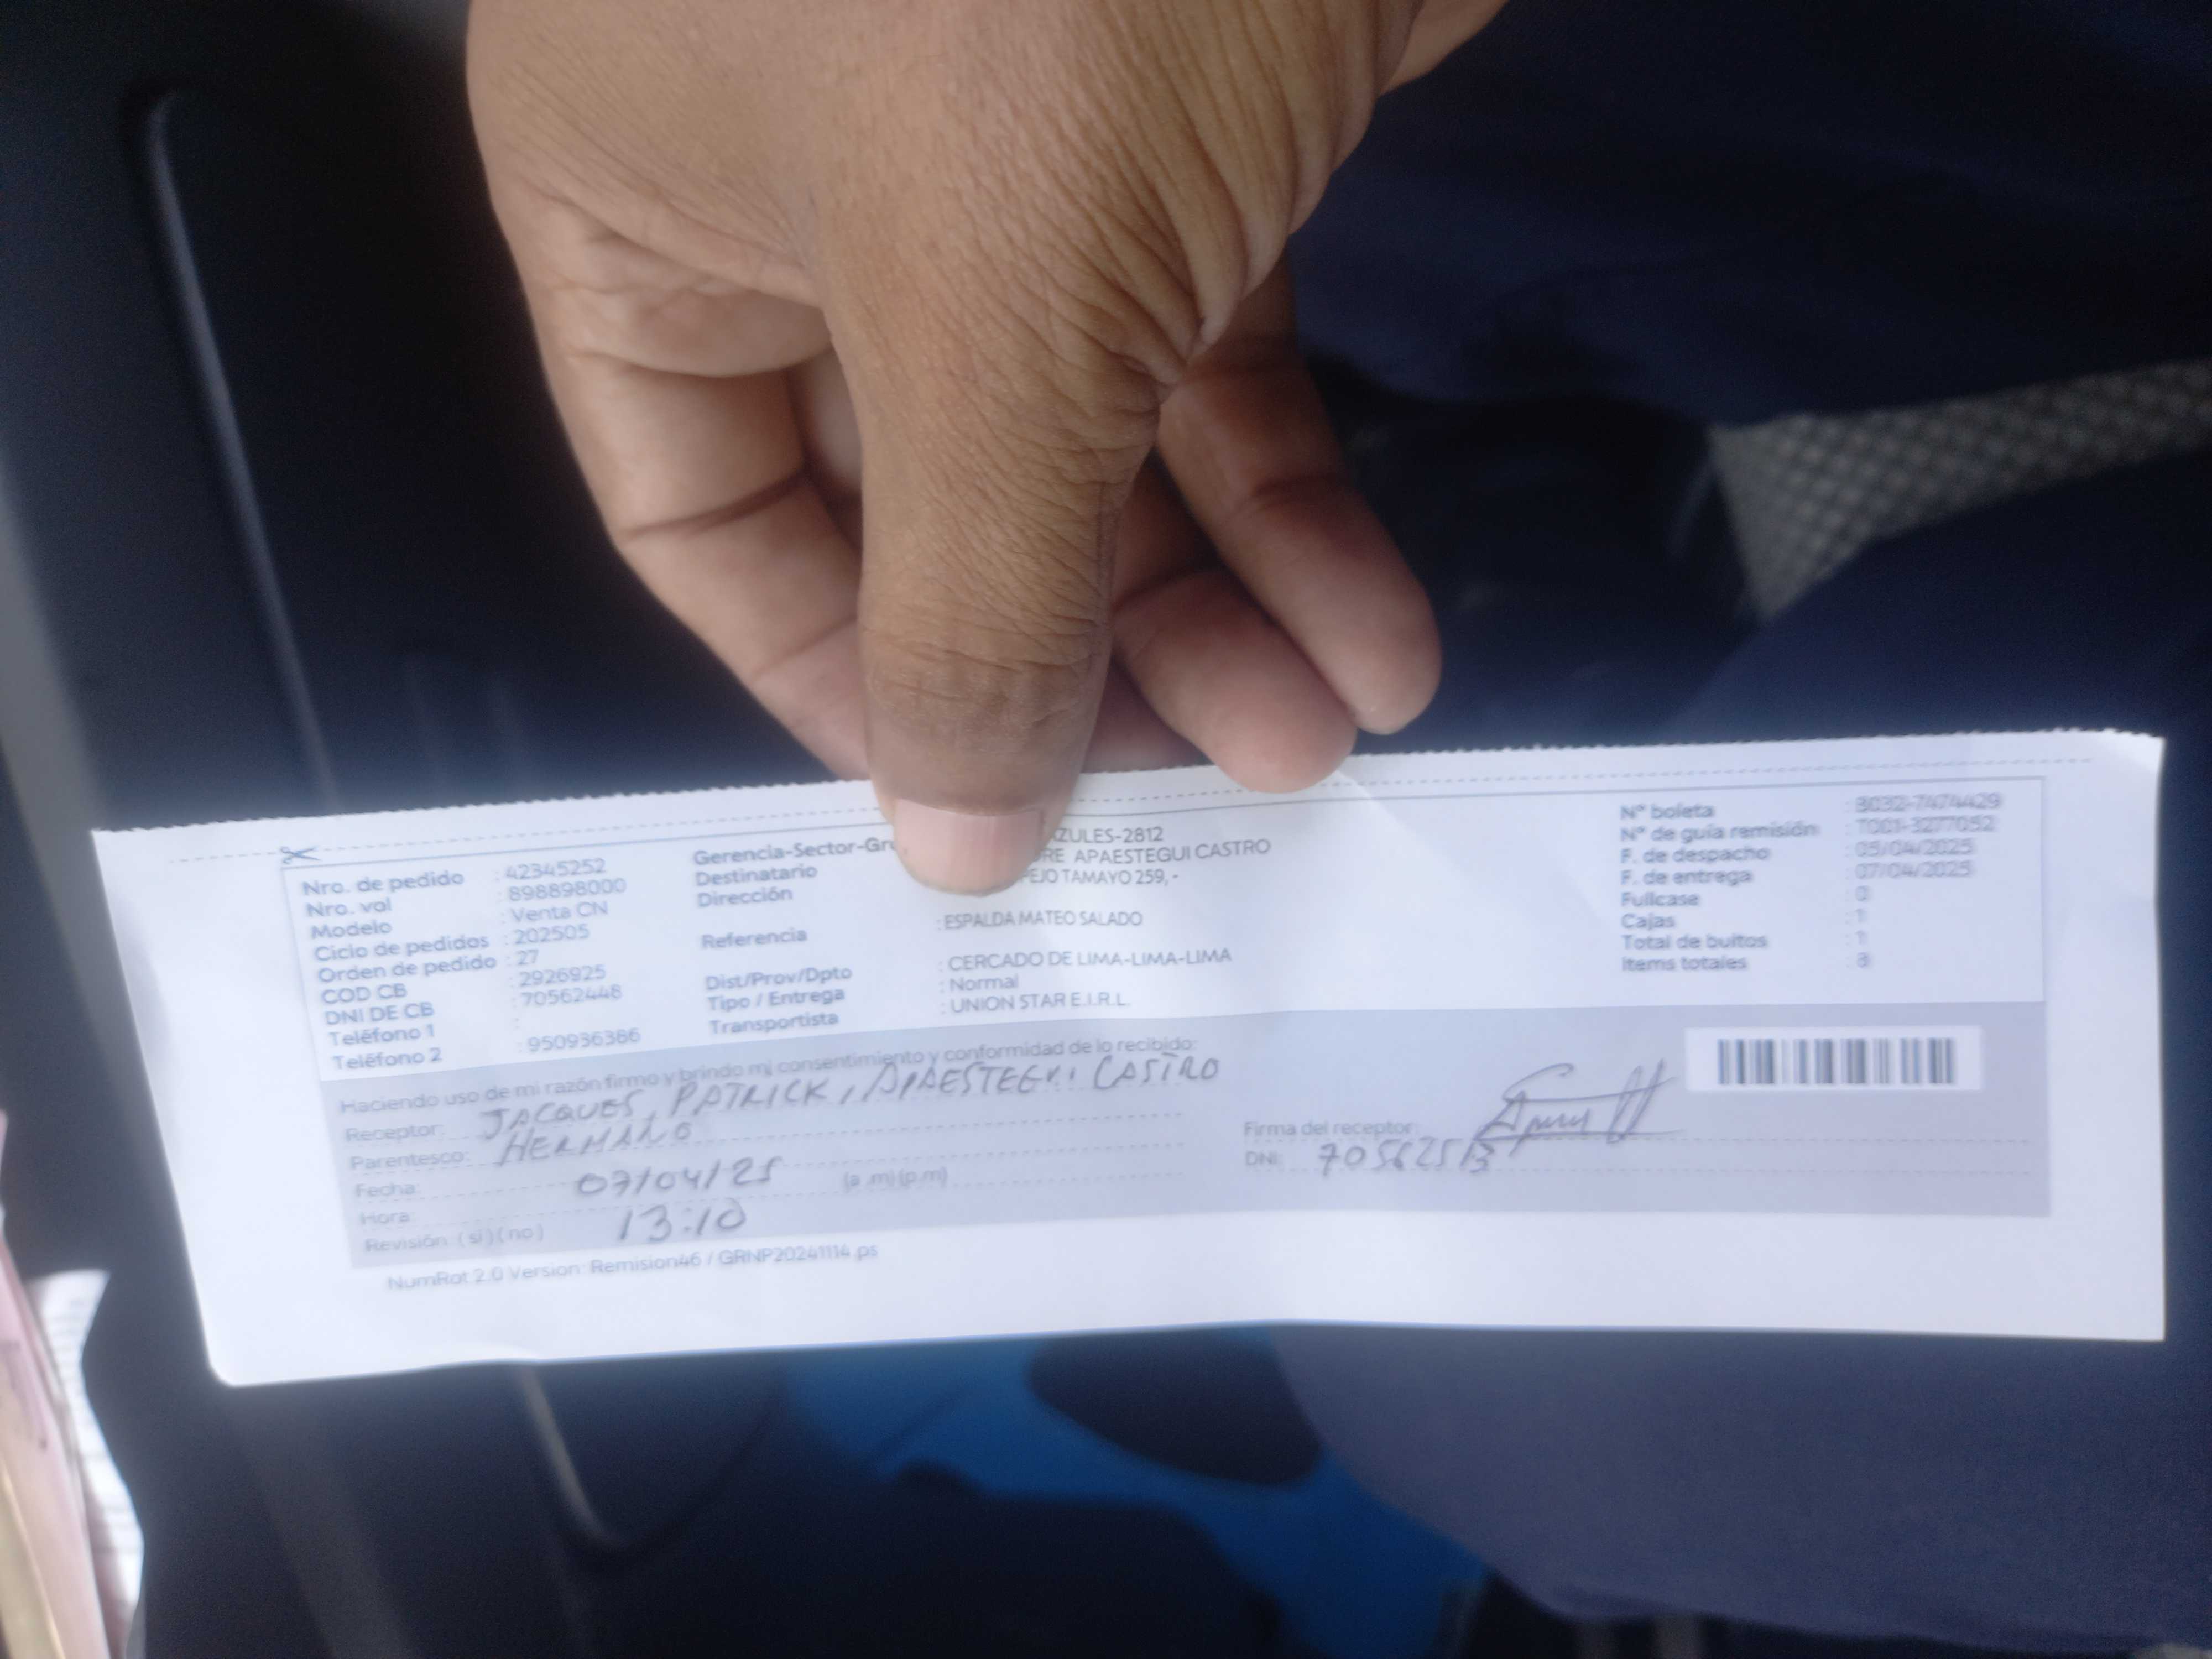 Nro. de pedido : 42345252
Nro. vol : 898898000
Modelo : Venta CN
Ciclo de pedidos : 202505
Orden de pedido : 27
COD CB : 2926925
DNI DE CB : 70562448
Teléfono 1 :
Teléfono 2 : 950936386
Gerencia-Sector-Gru AZULES-2812
Destinatario APAESTEGUI CASTRO
Dirección TAMAYO 259, -
Referencia : ESPALDA MATEO SALADO
Dist/Prov/Dpto : CERCADO DE LIMA-LIMA-LIMA
Tipo / Entrega : Normal
Transportista : UNION STAR E.I.R.L.
N° boleta : B032-7474429
N° de guía remisión : T001-3277052
F. de despacho : 05/04/2025
F. de entrega : 07/04/2025
Fullcase : 0
Cajas : 1
Total de bultos : 1
Items totales : 8
Haciendo uso de mi razón firmo y brindo mi consentimiento y conformidad de lo recibido:
Receptor: JACQUES, PATRICK, APAESTEGUI CASTRO
Parentesco: HERMANO
Fecha: 07/04/25 (a.m) (p.m)
Hora: 13:10
Revisión: ( si ) ( no )
Firma del receptor:
DNI:
NumRot 2.0 Version: Remision46 / GRNP20241114.ps